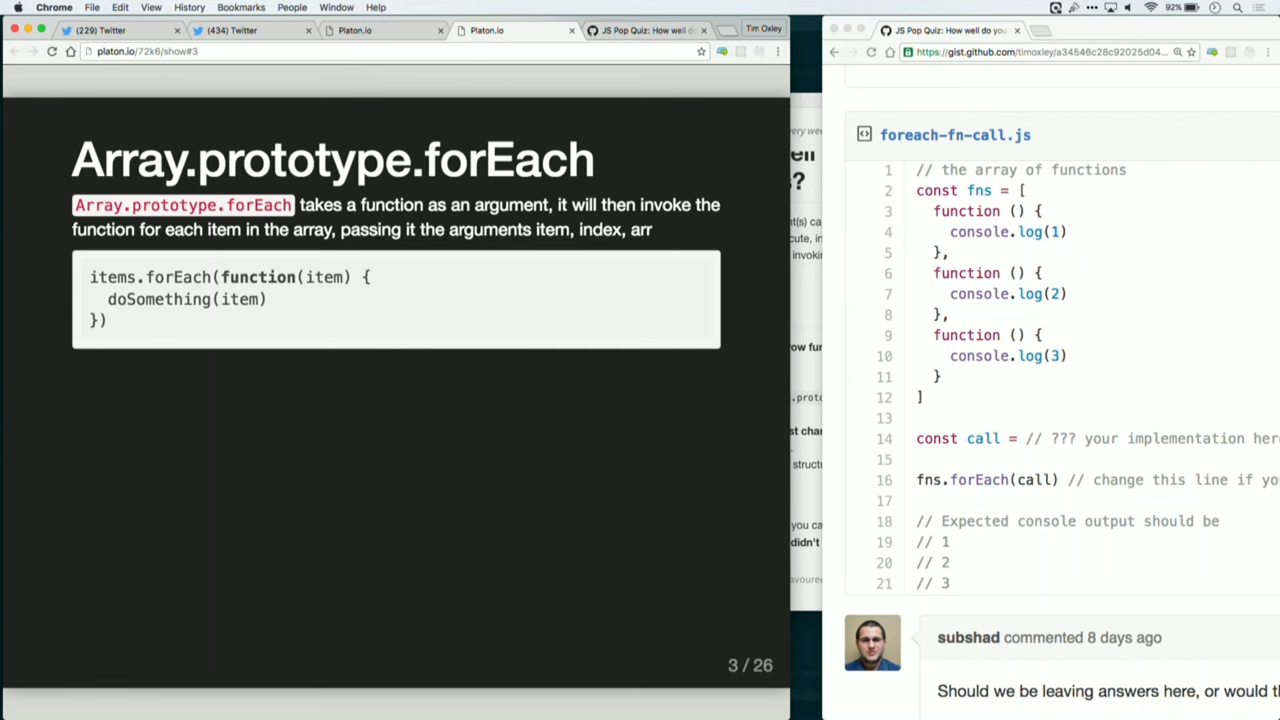 Chrome File Edit View History Bookmarks People Window Help
92%
(229) Twitter
(434) Twitter
Platon.io
Platon.io
JS Pop Quiz: How well do
Tim Oxley
platon.io/72k6/show#3
Array.prototype.forEach
Array.prototype.forEach takes a function as an argument, it will then invoke the
function for each item in the array, passing it the arguments item, index, arr
items.forEach(function(item) {
doSomething(item)
})
3 / 26
JS Pop Quiz: How well do you
https://gist.github.com/timoxley/a34546c28c92025d04...
foreach-fn-call.js
1 // the array of functions
2 const fns = [
3 function () {
4 console.log(1)
5 },
6 function () {
7 console.log(2)
8 },
9 function () {
10 console.log(3)
11 }
12 ]
13
14 const call = // ??? your implementation here
15
16 fns.forEach(call) // change this line if yo
17
18 // Expected console output should be
19 // 1
20 // 2
21 // 3
subshad commented 8 days ago
Should we be leaving answers here, or would th